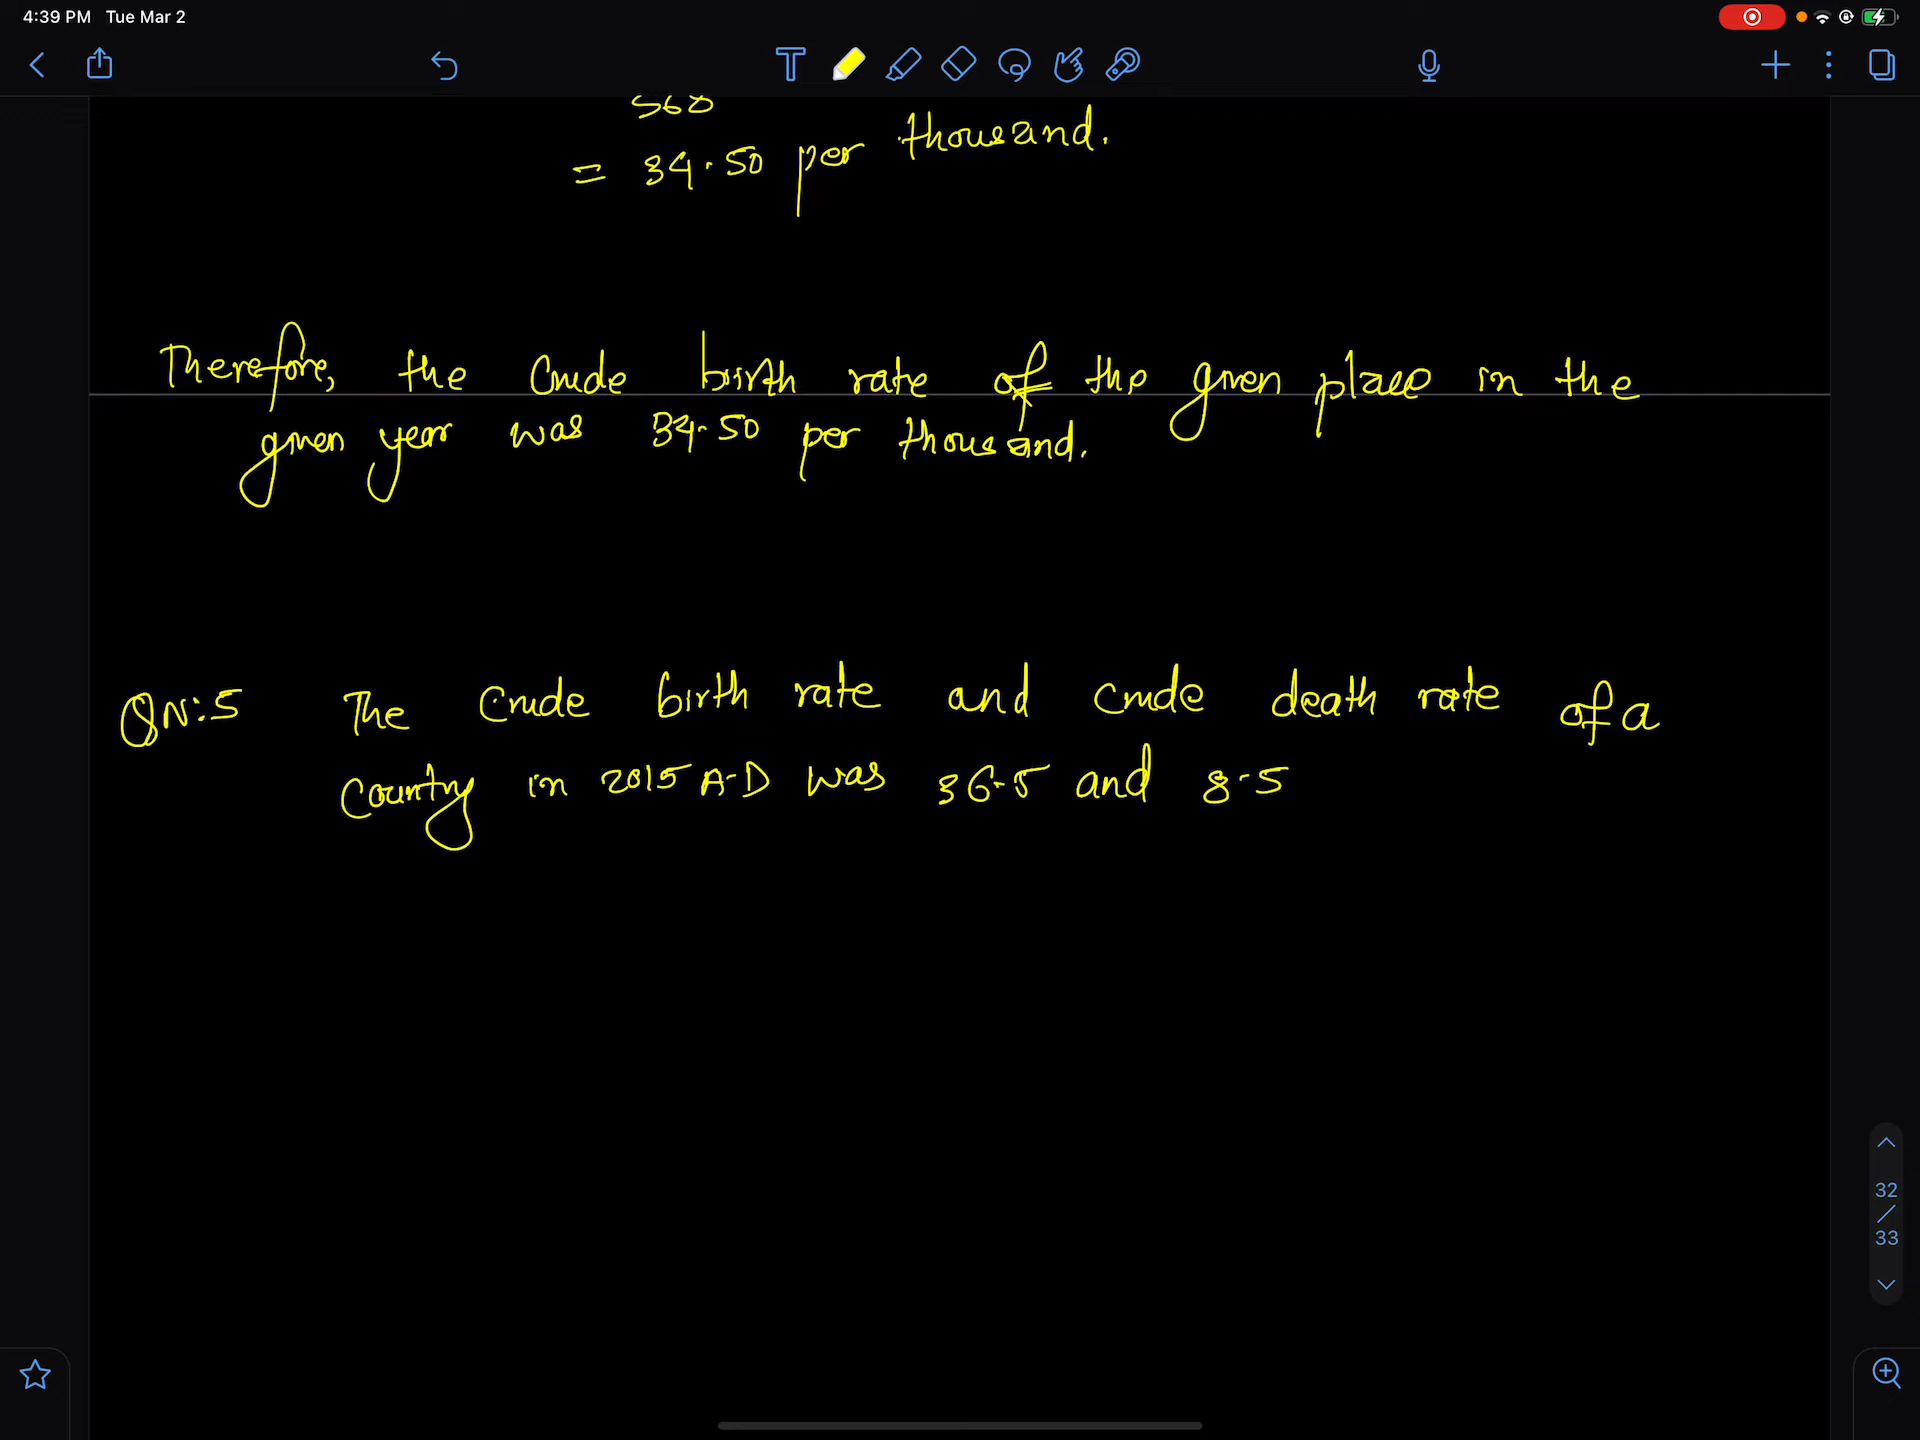 4:39 PM Tue Mar 2
560
= 34.50 per thousand.
Therefore, the Crude birth rate of the given place in the
given year was 34.50 per thousand.
QN:5 The Crude birth rate and crude death rate of a
Country in 2015 A.D was 36.5 and 8.5
32
/
33